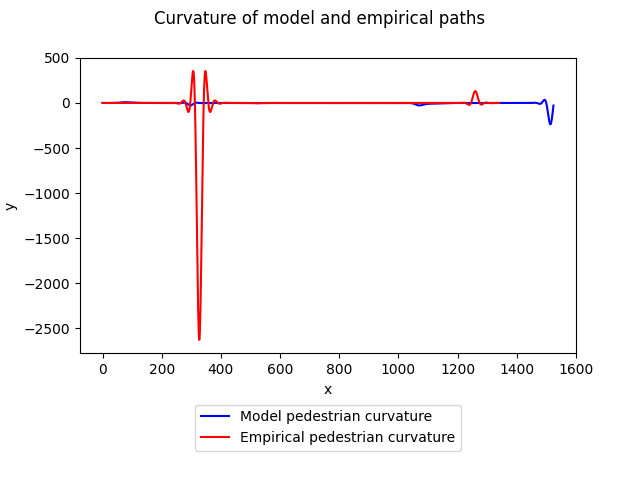 Curvature of model and empirical paths
500
0
−500
−1000
−1500
−2000
−2500
y
0 200 400 600 800 1000 1200 1400 1600
x
Model pedestrian curvature
Empirical pedestrian curvature